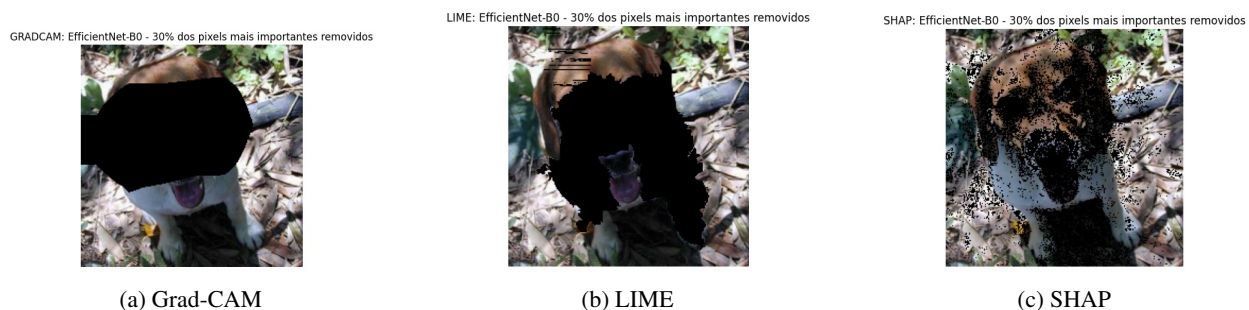 GRADCAM: EfficientNet-B0 - 30% dos pixels mais importantes removidos
LIME: EfficientNet-B0 - 30% dos pixels mais importantes removidos
SHAP: EfficientNet-B0 - 30% dos pixels mais importantes removidos
(a) Grad-CAM
(b) LIME
(c) SHAP